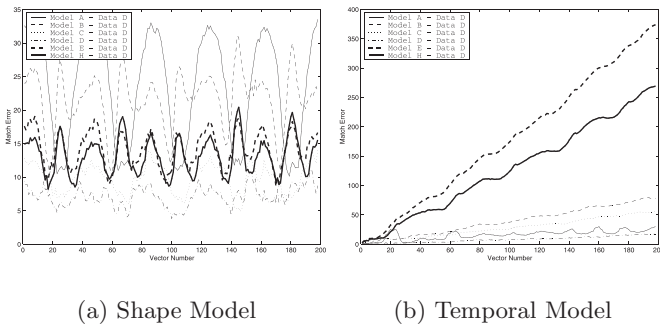 35
30
25
20
15
10
5
0
Match Error
Model A - Data D
Model B - Data D
Model C - Data D
Model D - Data D
Model E - Data D
Model H - Data D
0 20 40 60 80 100 120 140 160 180 200
Vector Number
(a) Shape Model
400
350
300
250
200
150
100
50
0
Match Error
Model A - Data D
Model B - Data D
Model C - Data D
Model D - Data D
Model E - Data D
Model H - Data D
0 20 40 60 80 100 120 140 160 180 200
Vector Number
(b) Temporal Model